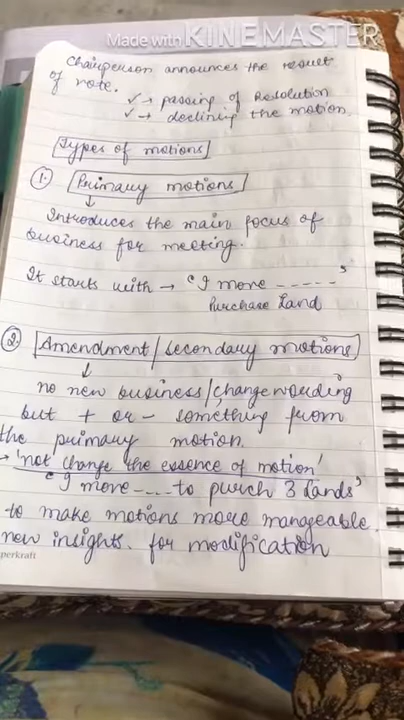 Made with KINEMASTER
Chairperson announces the result
of vote.
✓→ passing of Resolution
✓→ declining the motion.
Types of motions
1. Primary motions
↓
Introduces the main focus of
business for meeting.
It starts with → "I move -----"
Purchase Land
2. Amendment/secondary motions
↓
no new business/change wording
but + or - something from
the primary motion.
→ 'not change the essence of motion'
"I move ---- to purch 3 lands"
to make motions more mangeable.
new insights. for modification
perkraft